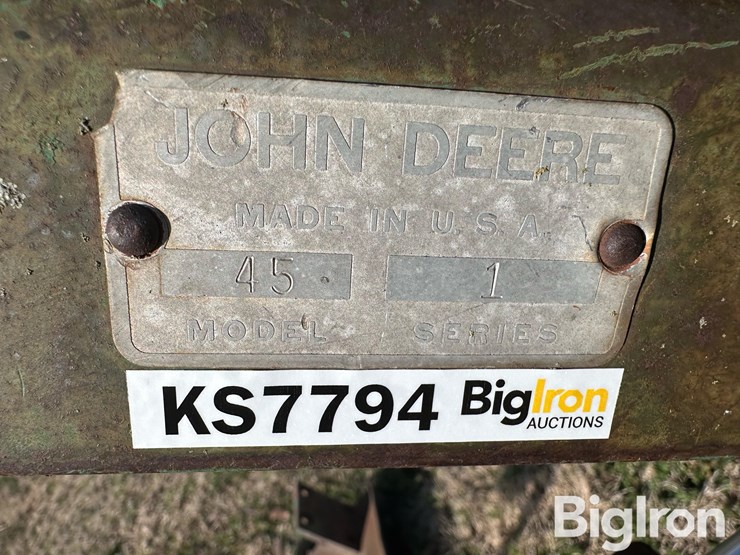 JOHN DEERE
MADE IN U.S.A.
45 1
MODEL SERIES
KS7794 BigIron
AUCTIONS
BigIron